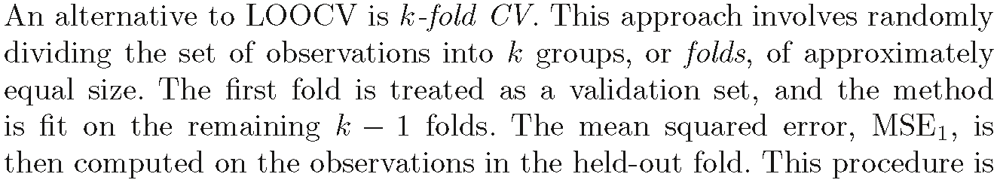 An alternative to LOOCV is k-fold CV. This approach involves randomly
dividing the set of observations into k groups, or folds, of approximately
equal size. The first fold is treated as a validation set, and the method
is fit on the remaining k − 1 folds. The mean squared error, MSE₁, is
then computed on the observations in the held-out fold. This procedure is